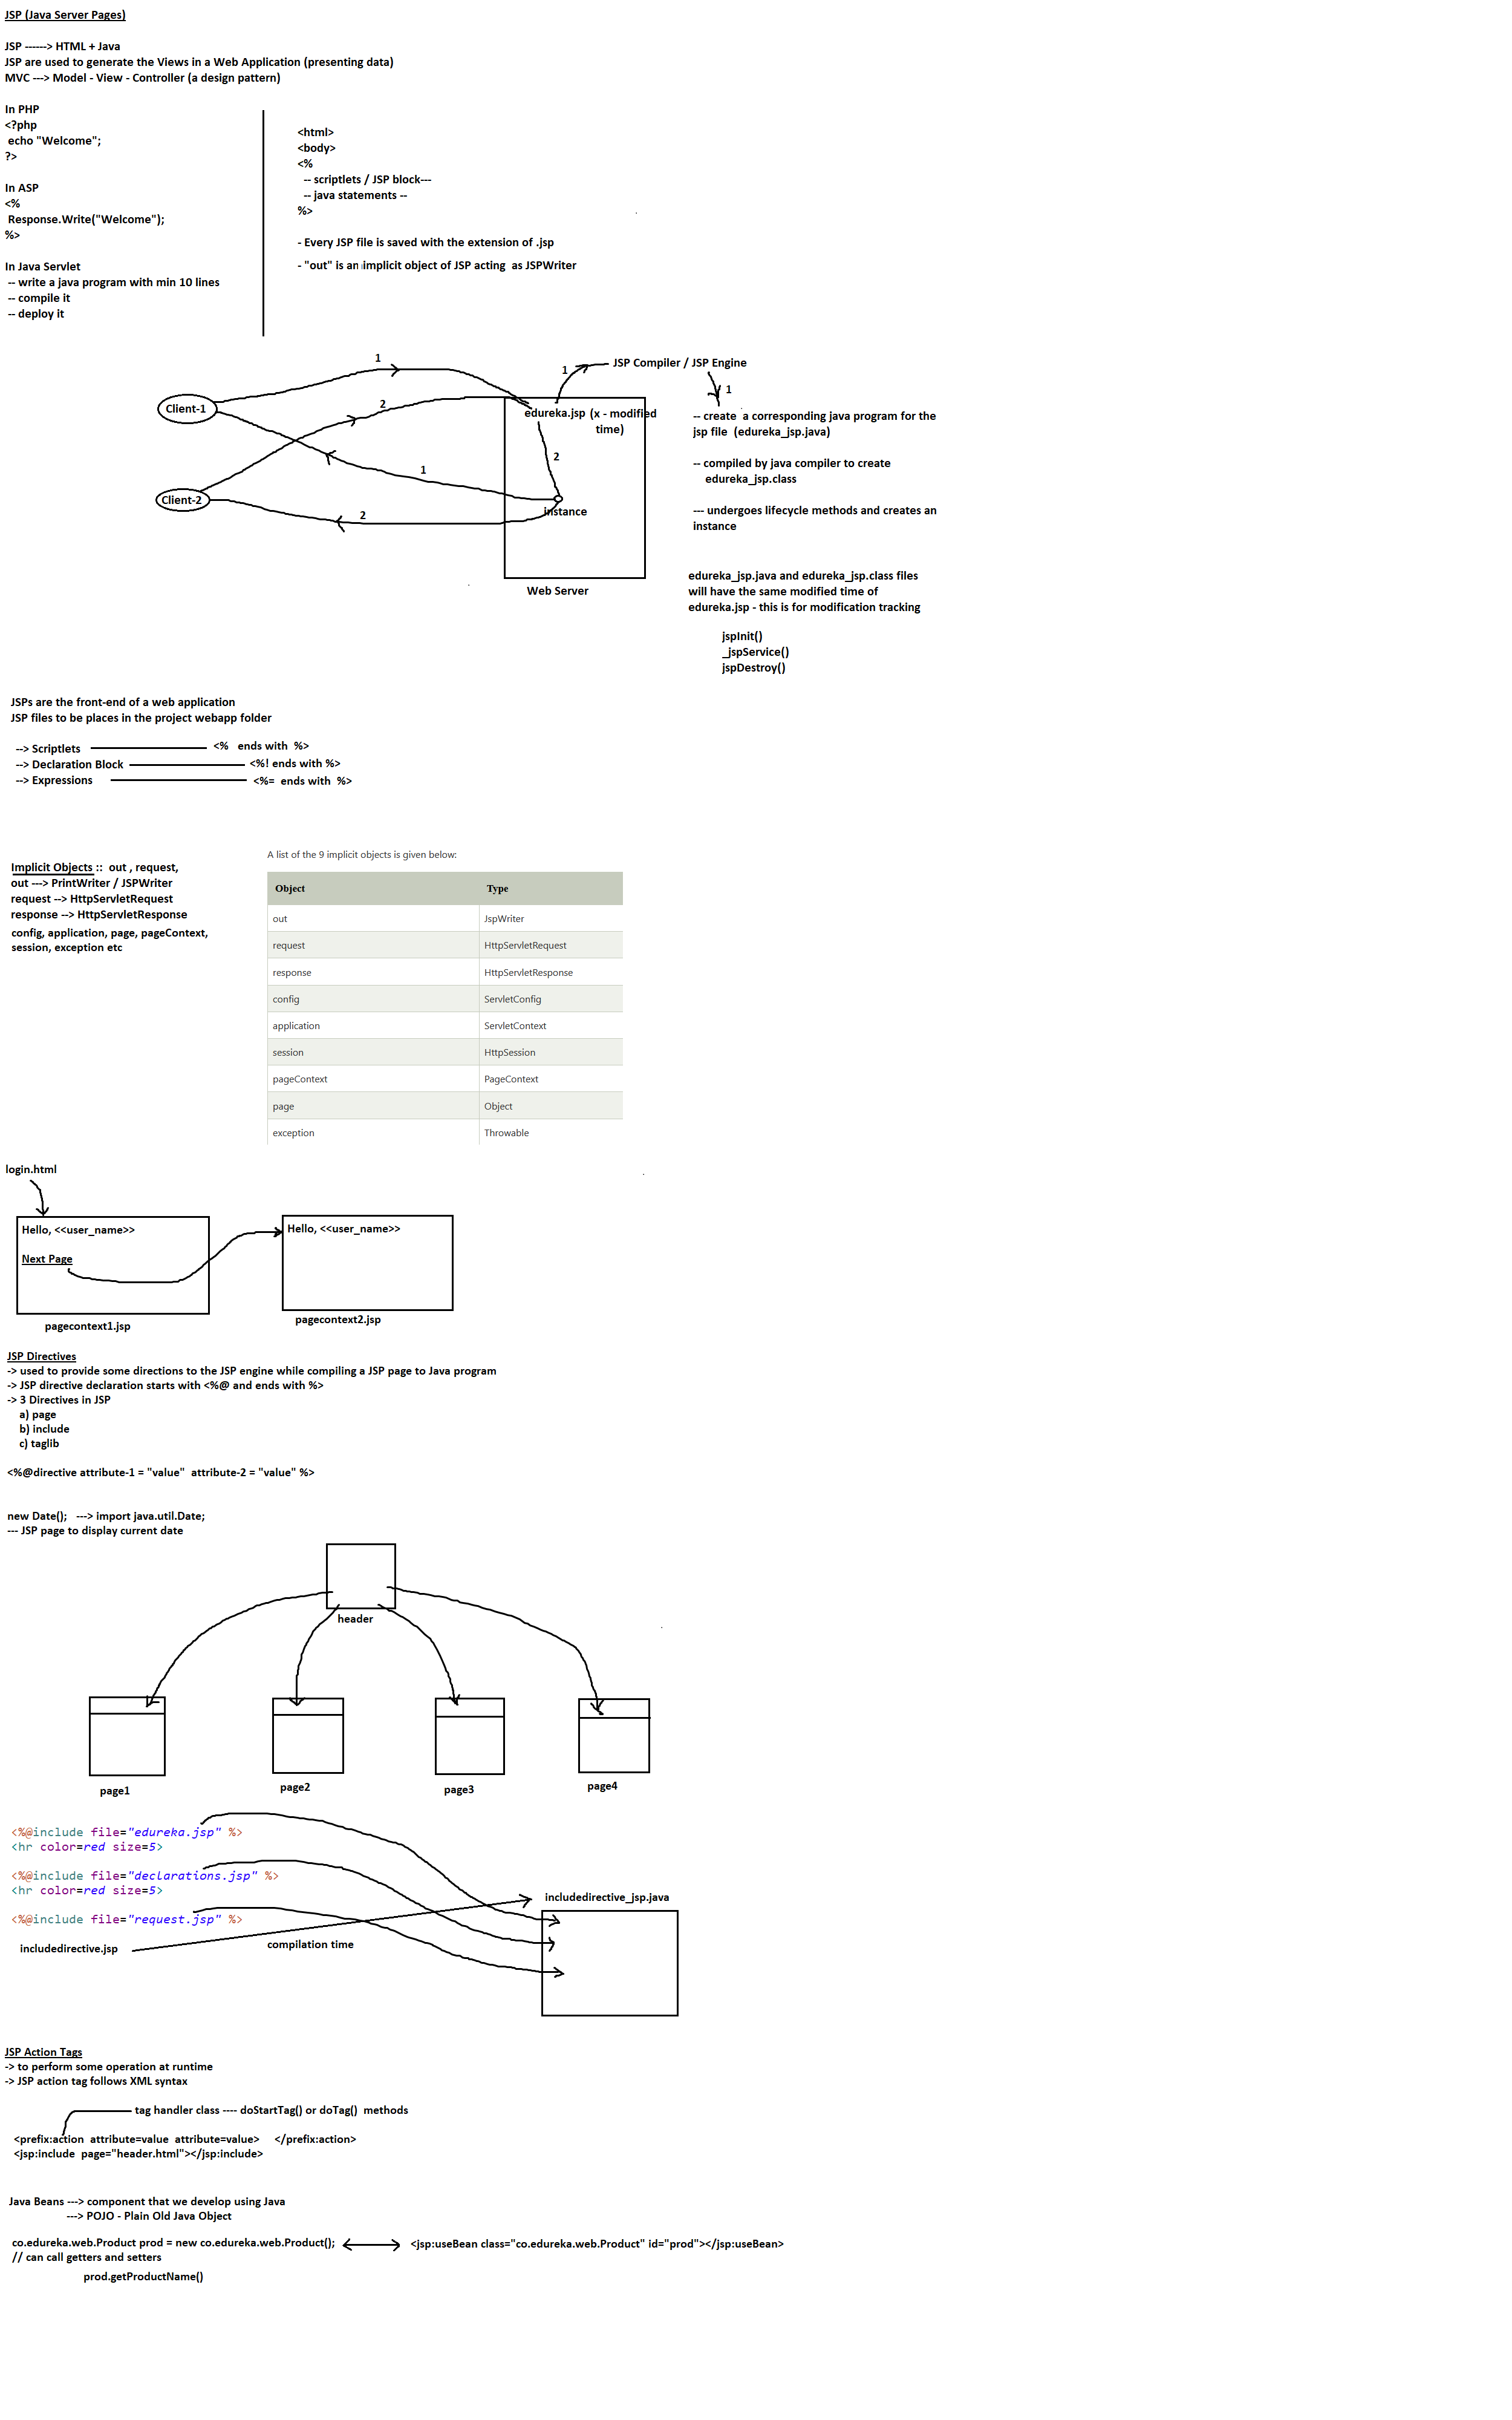 JSP (Java Server Pages)
JSP ------> HTML + Java
JSP are used to generate the Views in a Web Application (presenting data)
MVC ---> Model - View - Controller (a design pattern)
In PHP
<?php
echo "Welcome";
?>
In ASP
<%
Response.Write("Welcome");
%>
In Java Servlet
-- write a java program with min 10 lines
-- compile it
-- deploy it
<html>
<body>
<%
-- scriptlets / JSP block---
-- java statements --
%>
- Every JSP file is saved with the extension of .jsp
- "out" is an implicit object of JSP acting as JSPWriter
1
1
JSP Compiler / JSP Engine
1
Client-1
2
edureka.jsp (x - modified
time)
-- create a corresponding java program for the
jsp file (edureka_jsp.java)
2
1
-- compiled by java compiler to create
edureka_jsp.class
Client-2
2
instance
--- undergoes lifecycle methods and creates an
instance
Web Server
edureka_jsp.java and edureka_jsp.class files
will have the same modified time of
edureka.jsp - this is for modification tracking
jspInit()
_jspService()
jspDestroy()
JSPs are the front-end of a web application
JSP files to be places in the project webapp folder
--> Scriptlets <% ends with %>
--> Declaration Block <%! ends with %>
--> Expressions <%= ends with %>
Implicit Objects :: out , request,
out ---> PrintWriter / JSPWriter
request --> HttpServletRequest
response --> HttpServletResponse
config, application, page, pageContext,
session, exception etc
A list of the 9 implicit objects is given below:
Object Type
out JspWriter
request HttpServletRequest
response HttpServletResponse
config ServletConfig
application ServletContext
session HttpSession
pageContext PageContext
page Object
exception Throwable
login.html
Hello, <<user_name>>
Next Page
pagecontext1.jsp
Hello, <<user_name>>
pagecontext2.jsp
JSP Directives
-> used to provide some directions to the JSP engine while compiling a JSP page to Java program
-> JSP directive declaration starts with <%@ and ends with %>
-> 3 Directives in JSP
a) page
b) include
c) taglib
<%@directive attribute-1 = "value" attribute-2 = "value" %>
new Date(); ---> import java.util.Date;
--- JSP page to display current date
header
page1
page2
page3
page4
<%@include file="edureka.jsp" %>
<hr color=red size=5>
<%@include file="declarations.jsp" %>
<hr color=red size=5>
<%@include file="request.jsp" %>
includedirective.jsp
compilation time
includedirective_jsp.java
JSP Action Tags
-> to perform some operation at runtime
-> JSP action tag follows XML syntax
tag handler class ---- doStartTag() or doTag() methods
<prefix:action attribute=value attribute=value> </prefix:action>
<jsp:include page="header.html"></jsp:include>
Java Beans ---> component that we develop using Java
---> POJO - Plain Old Java Object
co.edureka.web.Product prod = new co.edureka.web.Product();
<jsp:useBean class="co.edureka.web.Product" id="prod"></jsp:useBean>
// can call getters and setters
prod.getProductName()